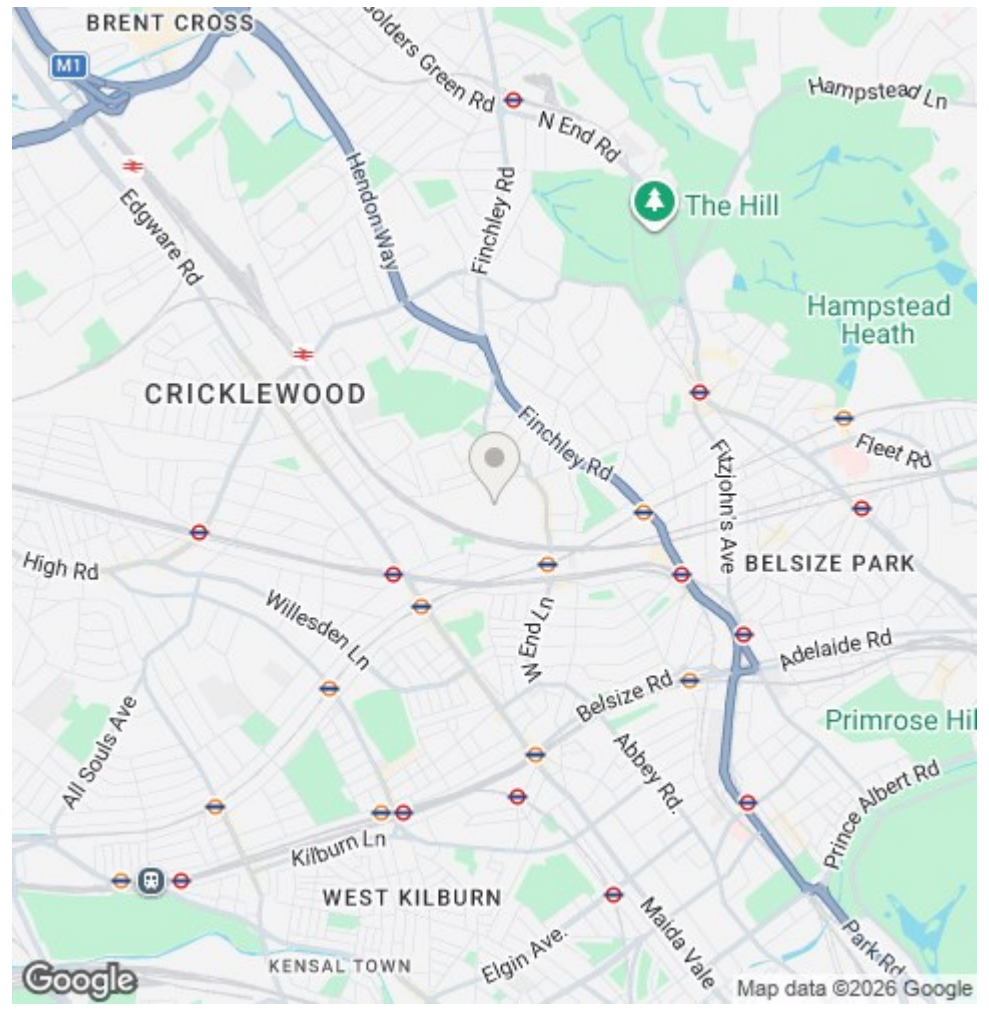 BRENT CROSS
M1
Golders Green Rd
Hampstead Ln
N End Rd
Hendon Way
Finchley Rd
The Hill
Edgware Rd
Hampstead
Heath
CRICKLEWOOD
Finchley Rd
Fitzjohn's Ave
Fleet Rd
High Rd
BELSIZE PARK
Willesden Ln
W End Ln
Adelaide Rd
Belsize Rd
All Souls Ave
Primrose Hil
Abbey Rd.
Prince Albert Rd
Kilburn Ln
WEST KILBURN
Maida Vale
Elgin Ave.
Park Rd
KENSAL TOWN
Google
Map data ©2026 Google